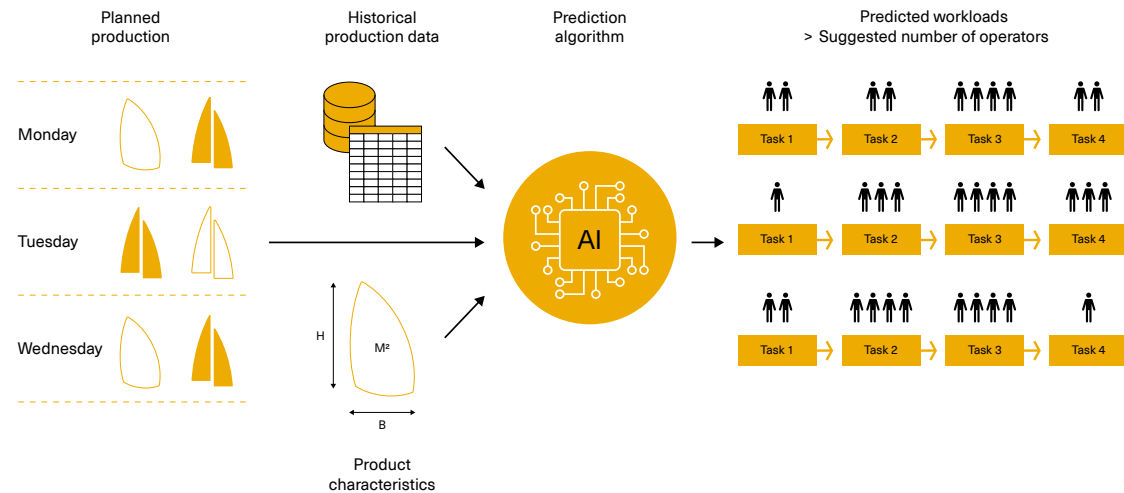 Planned
production
Historical
production data
Prediction
algorithm
Predicted workloads
> Suggested number of operators
Monday
Task 1
Task 2
Task 3
Task 4
Tuesday
AI
Task 1
Task 2
Task 3
Task 4
Wednesday
H
M²
B
Task 1
Task 2
Task 3
Task 4
Product
characteristics